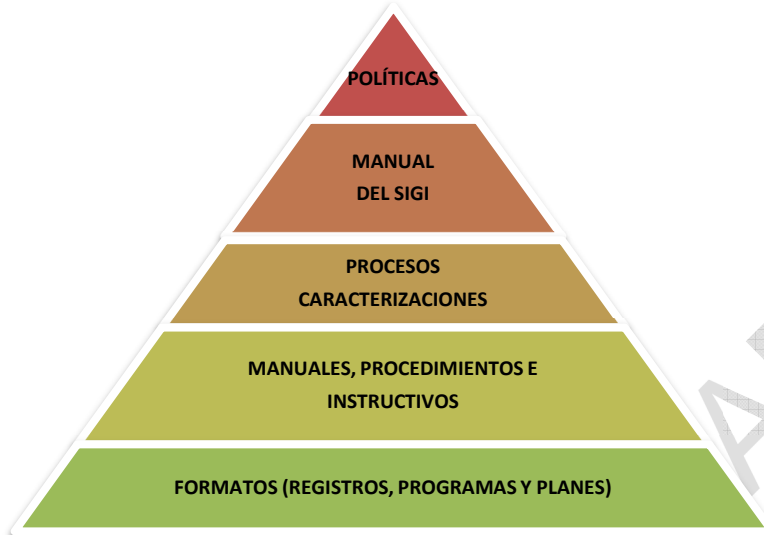 POLÍTICAS
MANUAL
DEL SIGI
PROCESOS
CARACTERIZACIONES
MANUALES, PROCEDIMIENTOS E
INSTRUCTIVOS
FORMATOS (REGISTROS, PROGRAMAS Y PLANES)